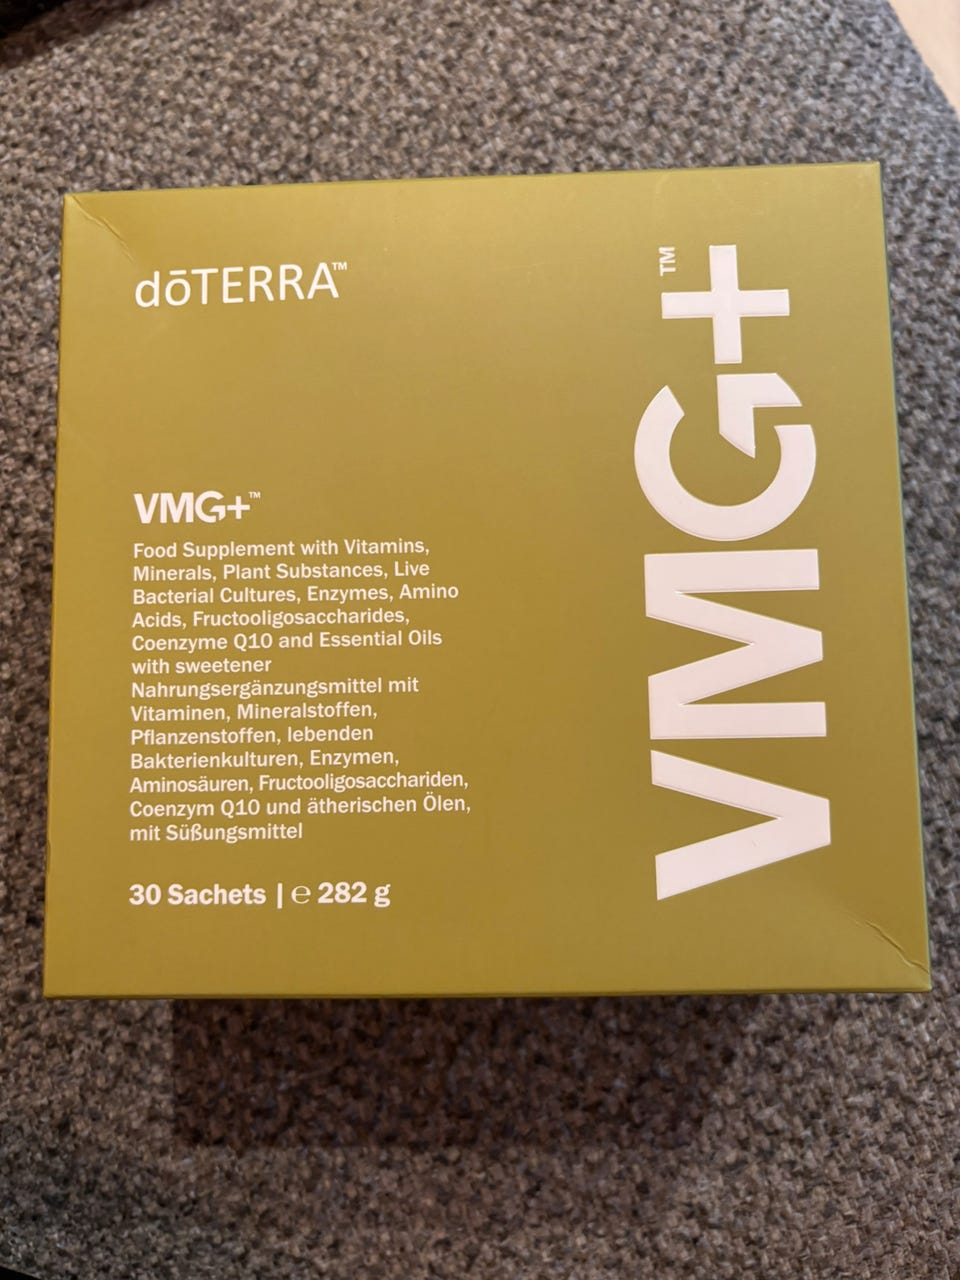 dōTERRA™
VMG+™
Food Supplement with Vitamins,
Minerals, Plant Substances, Live
Bacterial Cultures, Enzymes, Amino
Acids, Fructooligosaccharides,
Coenzyme Q10 and Essential Oils
with sweetener
Nahrungsergänzungsmittel mit
Vitaminen, Mineralstoffen,
Pflanzenstoffen, lebenden
Bakterienkulturen, Enzymen,
Aminosäuren, Fructooligosacchariden,
Coenzym Q10 und ätherischen Ölen,
mit Süßungsmittel
30 Sachets | ℮ 282 g
VMG+™